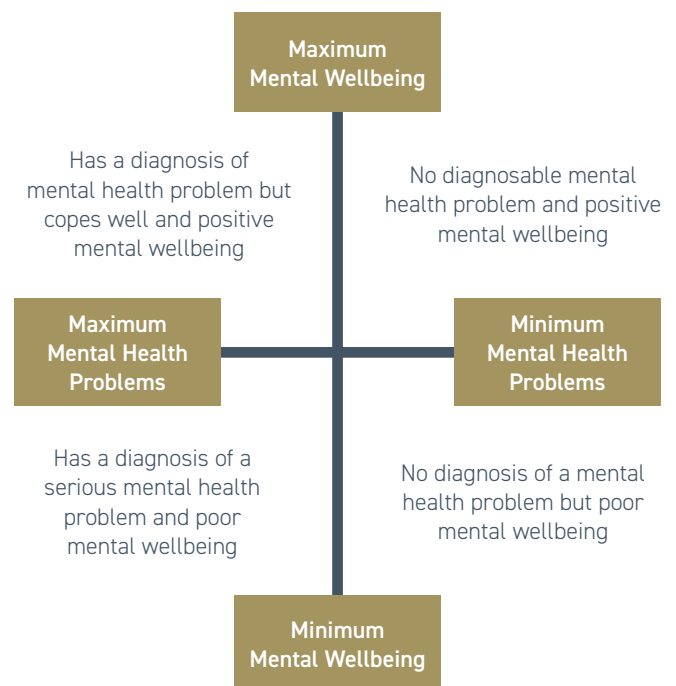 Maximum
Mental Wellbeing
Has a diagnosis of
mental health problem but
copes well and positive
mental wellbeing
No diagnosable mental
health problem and positive
mental wellbeing
Maximum
Mental Health
Problems
Minimum
Mental Health
Problems
Has a diagnosis of a
serious mental health
problem and poor
mental wellbeing
No diagnosis of a mental
health problem but poor
mental wellbeing
Minimum
Mental Wellbeing